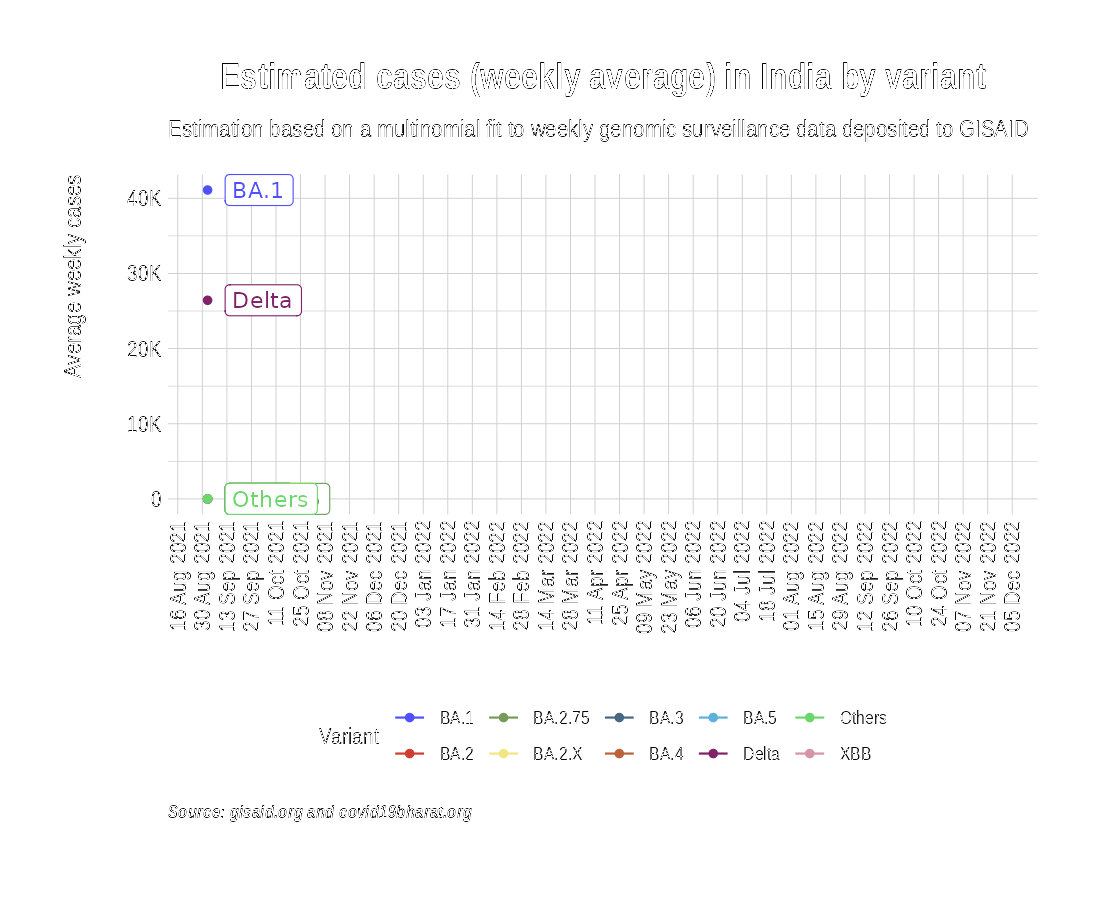 Estimated cases (weekly average) in India by variant
Estimation based on a multinomial fit to weekly genomic surveillance data deposited to GISAID
Average weekly cases
40K
30K
20K
10K
0
BA.1
Delta
Others
16 Aug 2021
30 Aug 2021
13 Sep 2021
27 Sep 2021
11 Oct 2021
25 Oct 2021
08 Nov 2021
22 Nov 2021
06 Dec 2021
20 Dec 2021
03 Jan 2022
17 Jan 2022
31 Jan 2022
14 Feb 2022
28 Feb 2022
14 Mar 2022
28 Mar 2022
11 Apr 2022
25 Apr 2022
09 May 2022
23 May 2022
06 Jun 2022
20 Jun 2022
04 Jul 2022
18 Jul 2022
01 Aug 2022
15 Aug 2022
29 Aug 2022
12 Sep 2022
26 Sep 2022
10 Oct 2022
24 Oct 2022
07 Nov 2022
21 Nov 2022
05 Dec 2022
Variant
BA.1 BA.2.75 BA.3 BA.5 Others
BA.2 BA.2.X BA.4 Delta XBB
Source: gisaid.org and covid19bharat.org